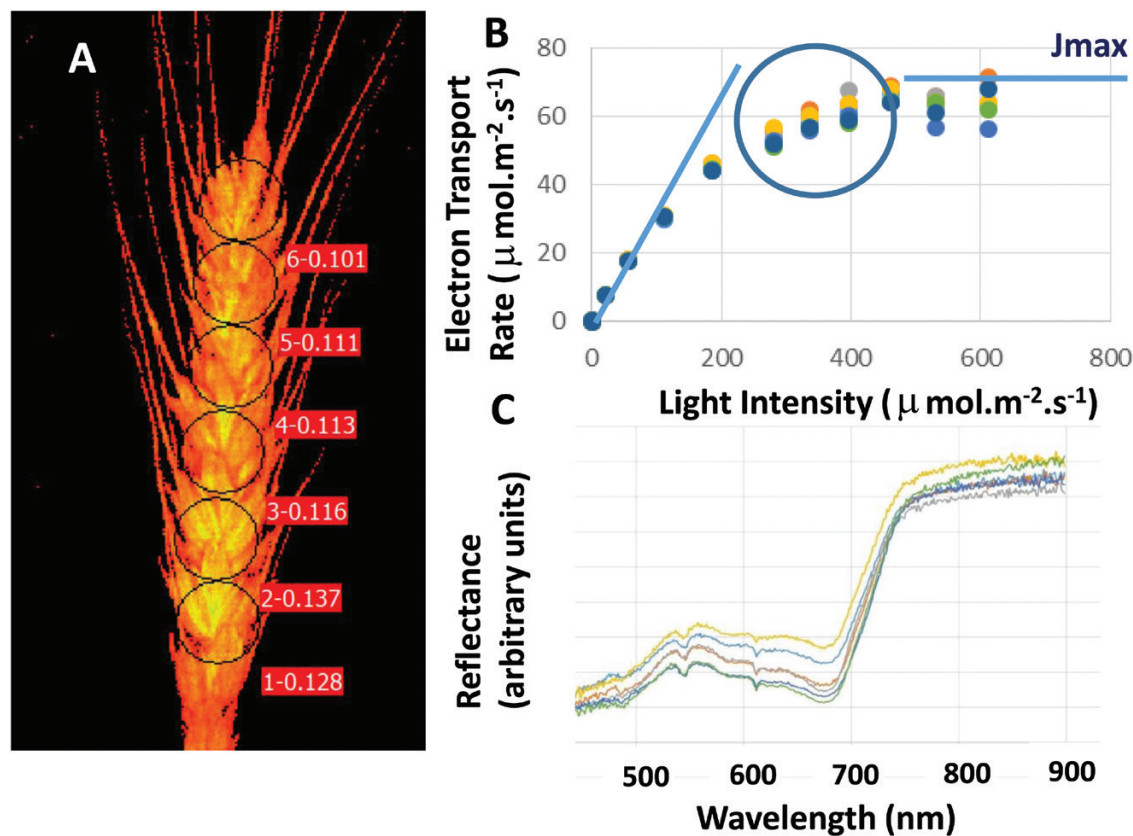 A
6-0.101
5-0.111
4-0.113
3-0.116
2-0.137
1-0.128
B
Electron Transport
Rate ( μ mol.m-2.s-1)
80
60
40
20
0
0 200 400 600 800
Jmax
Light Intensity ( μ mol.m-2.s-1)
C
Reflectance
(arbitrary units)
500 600 700 800 900
Wavelength (nm)